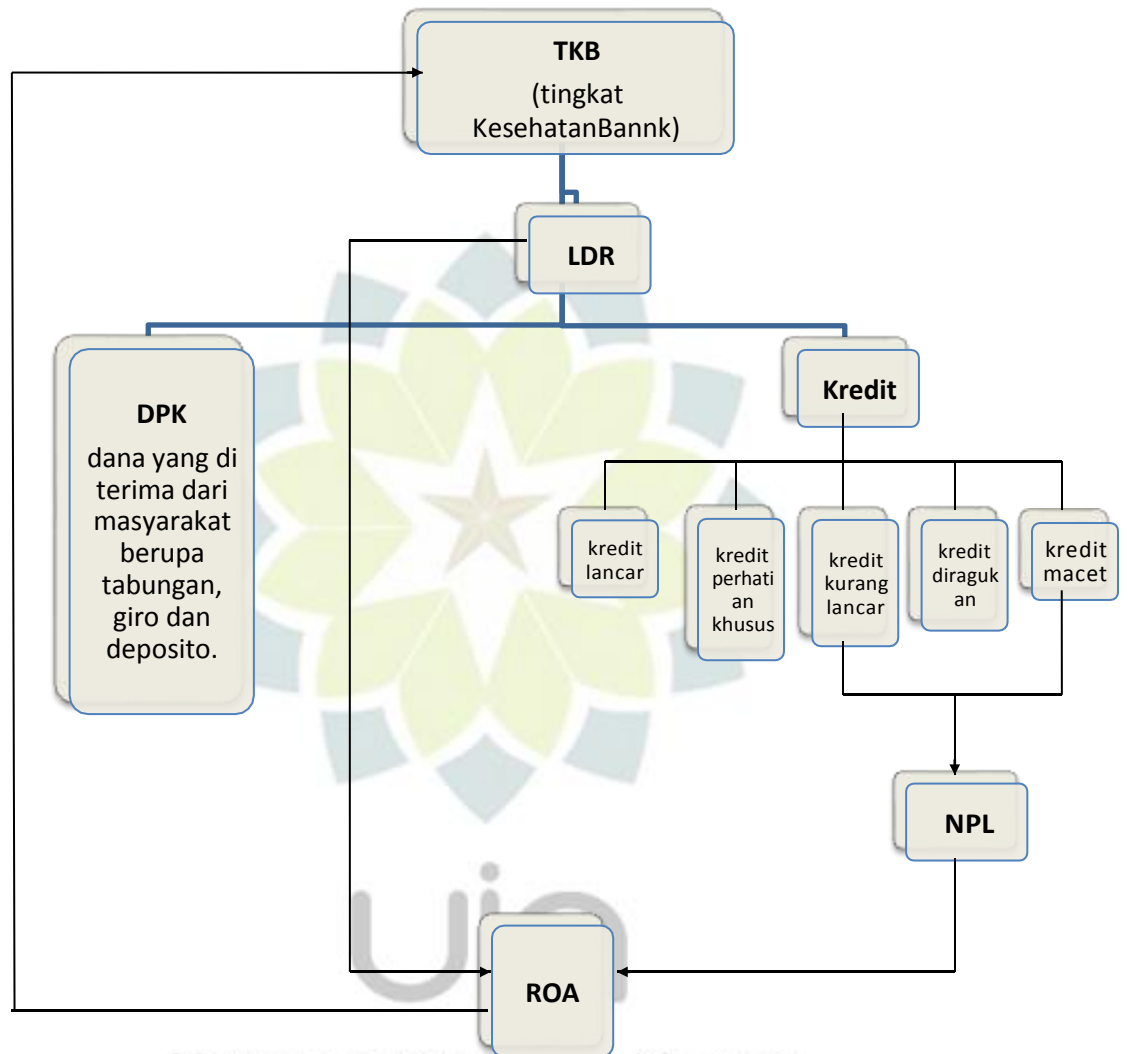 TKB
(tingkat
KesehatanBannk)
LDR
DPK
dana yang di
terima dari
masyarakat
berupa
tabungan,
giro dan
deposito.
Kredit
kredit
lancar
kredit
perhati
an
khusus
kredit
kurang
lancar
kredit
diraguk
an
kredit
macet
NPL
uin
ROA